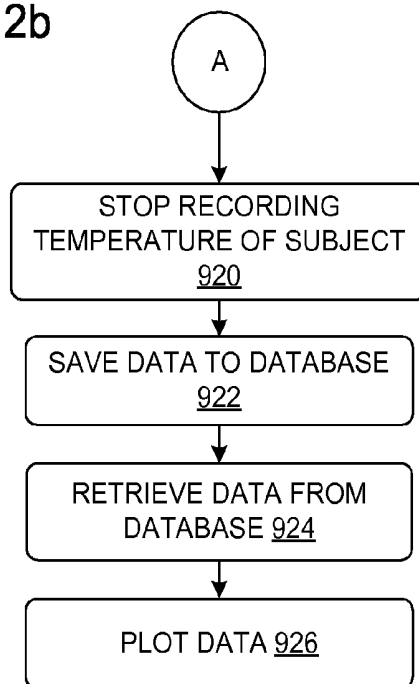 2b
A
STOP RECORDING
TEMPERATURE OF SUBJECT
920
SAVE DATA TO DATABASE
922
RETRIEVE DATA FROM
DATABASE 924
PLOT DATA 926